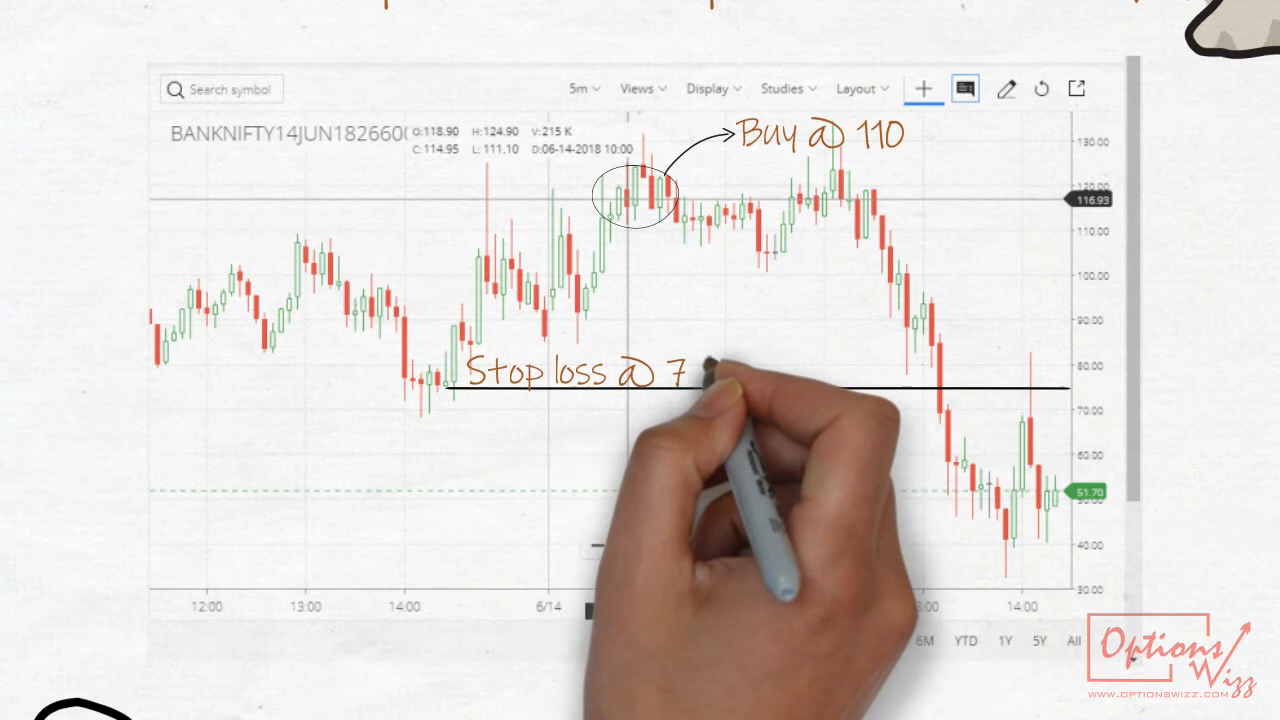 Search symbol
5m Views Display Studies Layout
BANKNIFTY14JUN182660
O:118.90 H:124.90 V:215 K
C:114.95 L: 111.10 D:06-14-2018 10:00
Buy @ 110
130.00
120.00
116.93
110.00
100.00
90.00
80.00
Stop loss @ 7
70.00
60.00
51.70
40.00
30.00
12:00 13:00 14:00 6/14 14:00
6M YTD 1Y 5Y All
Options
Wizz
WWW.OPTIONSWIZZ.COM